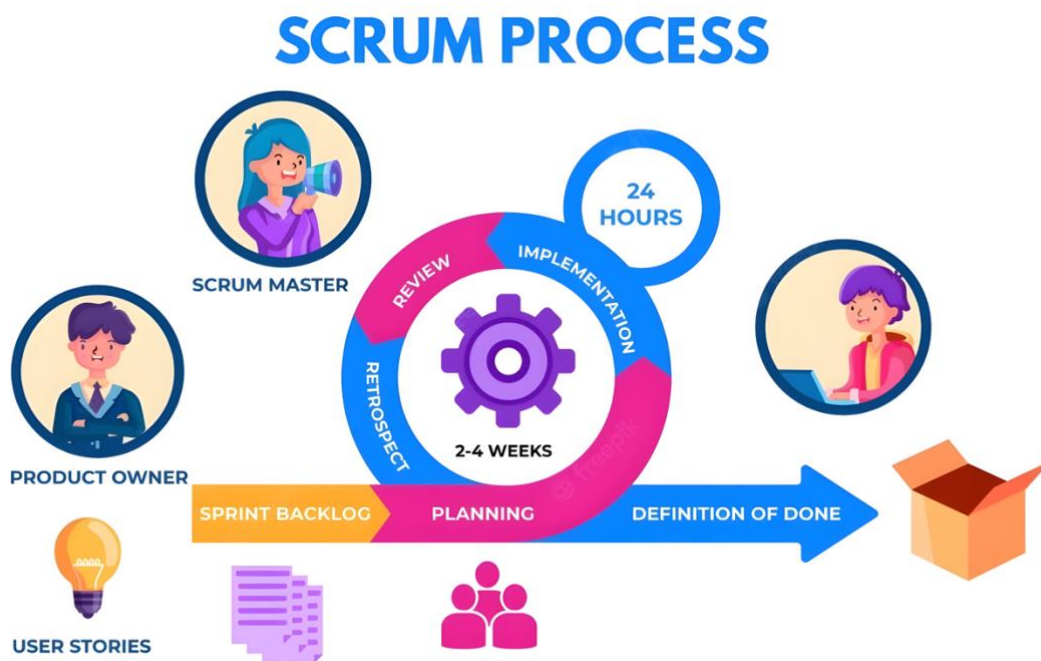 SCRUM PROCESS
24
HOURS
SCRUM MASTER
REVIEW
IMPLEMENTATION
RETROSPECT
2-4 WEEKS
PRODUCT OWNER
SPRINT BACKLOG
PLANNING
DEFINITION OF DONE
USER STORIES
freepik